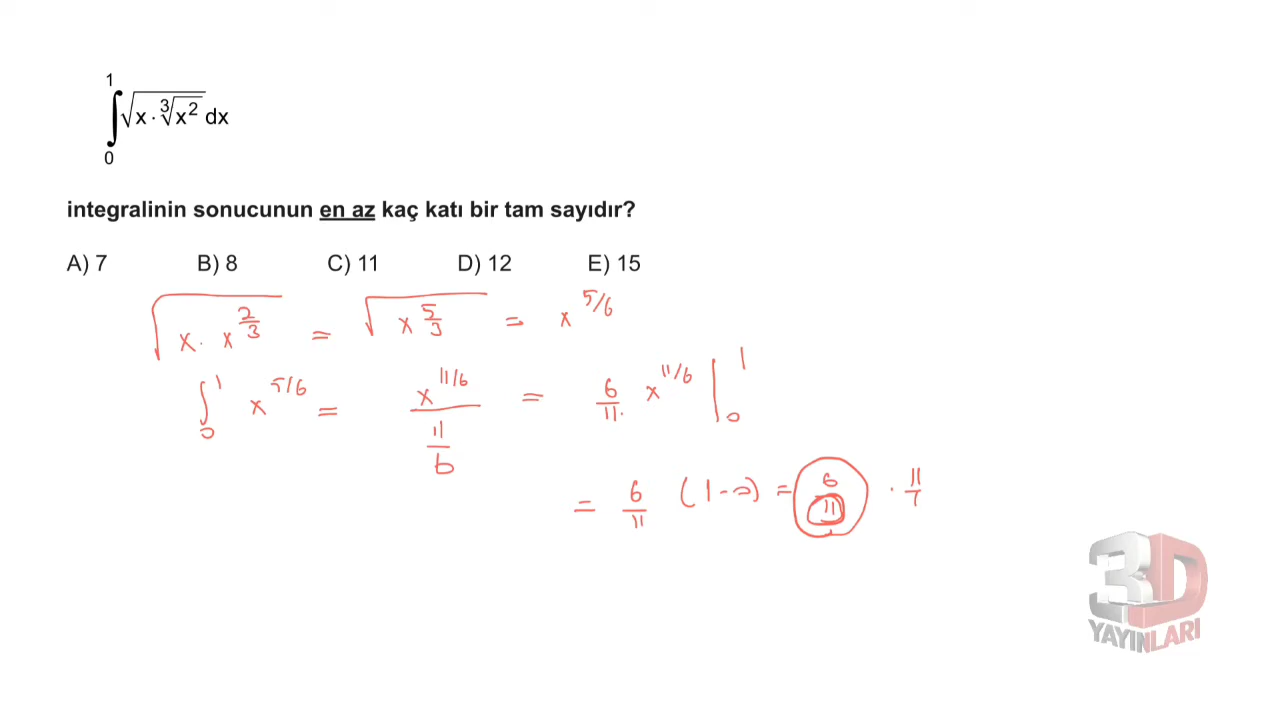 1
∫ √(x · ∛(x²)) dx
0
integralinin sonucunun en az kaç katı bir tam sayıdır?
A) 7 B) 8 C) 11 D) 12 E) 15
√(x · x^(2/3)) = √(x^(5/3)) = x^(5/6)
∫₀¹ x^(5/6) = x^(11/6) / (11/6) = 6/11 · x^(11/6) |₀¹
= 6/11 (1-0) = 6/11 · 11/1
3D
YAYINLARI